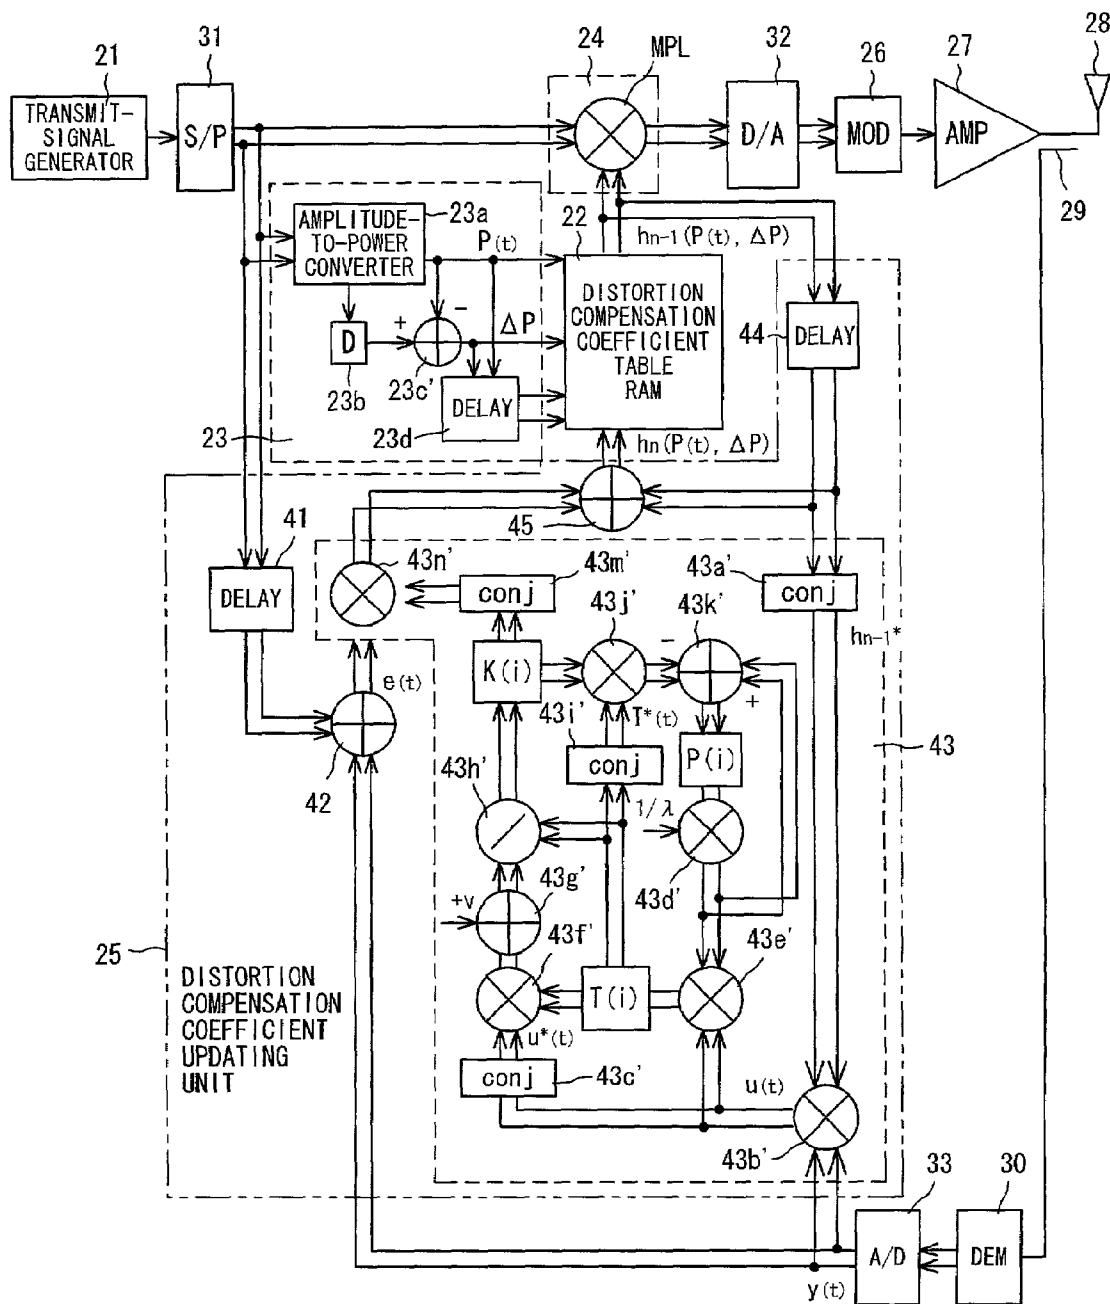 21
31
24
MPL
32
26
27
28
TRANSMIT-
SIGNAL
GENERATOR
S/P
D/A
MOD
AMP
29
23a
AMPLITUDE-
TO-POWER
CONVERTER
P(t)
22
hn-1(P(t), ΔP)
DISTORTION
COMPENSATION
COEFFICIENT
TABLE
RAM
D
+
−
ΔP
23b
23c'
DELAY
23d
23
44
DELAY
hn(P(t), ΔP)
45
41
DELAY
43n'
43m'
conj
43j'
43k'
43a'
conj
hn-1*
K(i)
−
+
e(t)
42
43i'
T*(t)
conj
P(i)
43
43h'
1/λ
43d'
+v
43g'
43f'
43e'
T(i)
u*(t)
25
DISTORTION
COMPENSATION
COEFFICIENT
UPDATING
UNIT
conj
43c'
u(t)
43b'
33
30
A/D
DEM
y(t)